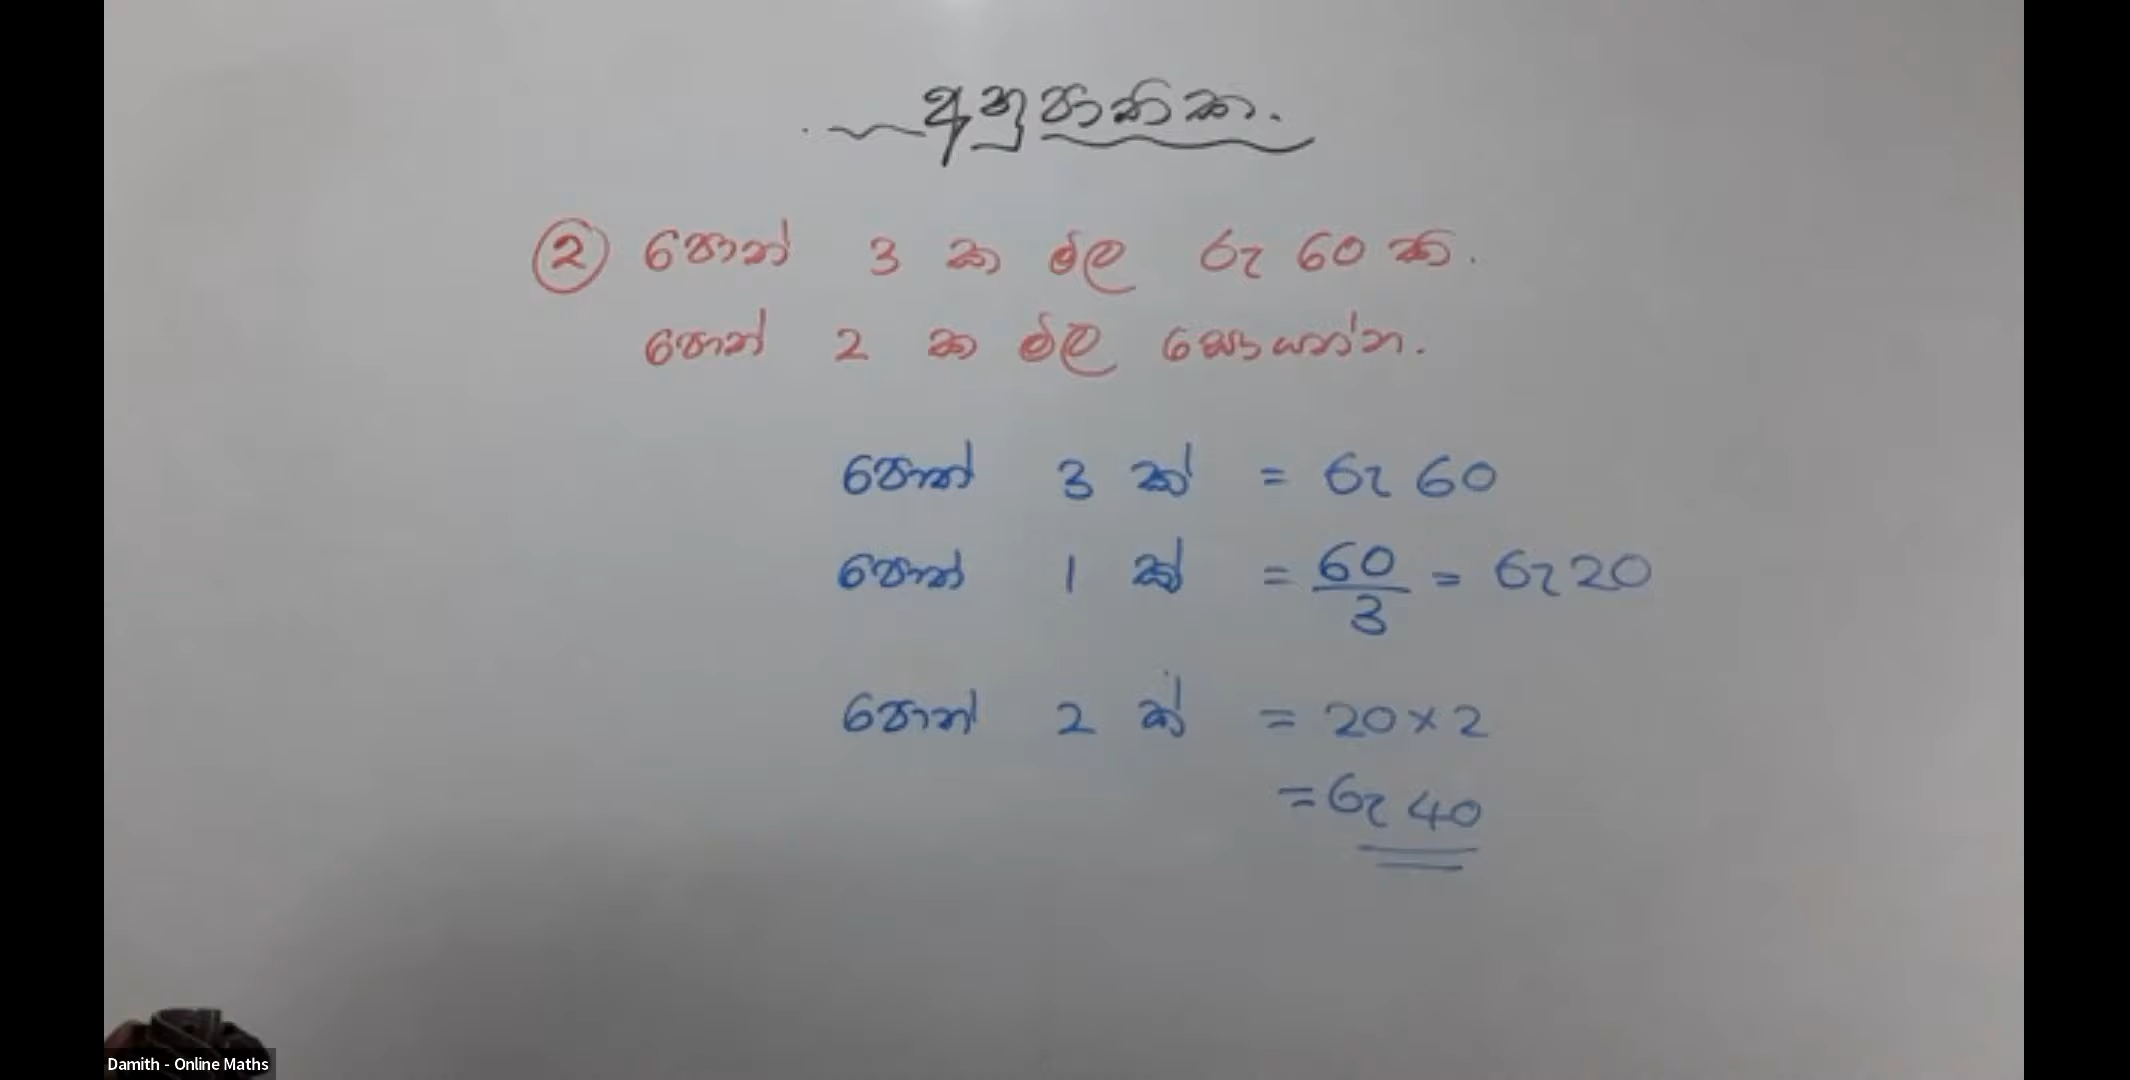 අනුපාතික.
② පොත් 3 ක මිල රු 60 කි.
පොත් 2 ක මිල සොයන්න.
පොත් 3 ක් = රු 60
පොත් 1 ක් = 60/3 = රු 20
පොත් 2 ක් = 20 × 2
= රු 40
Damith - Online Maths